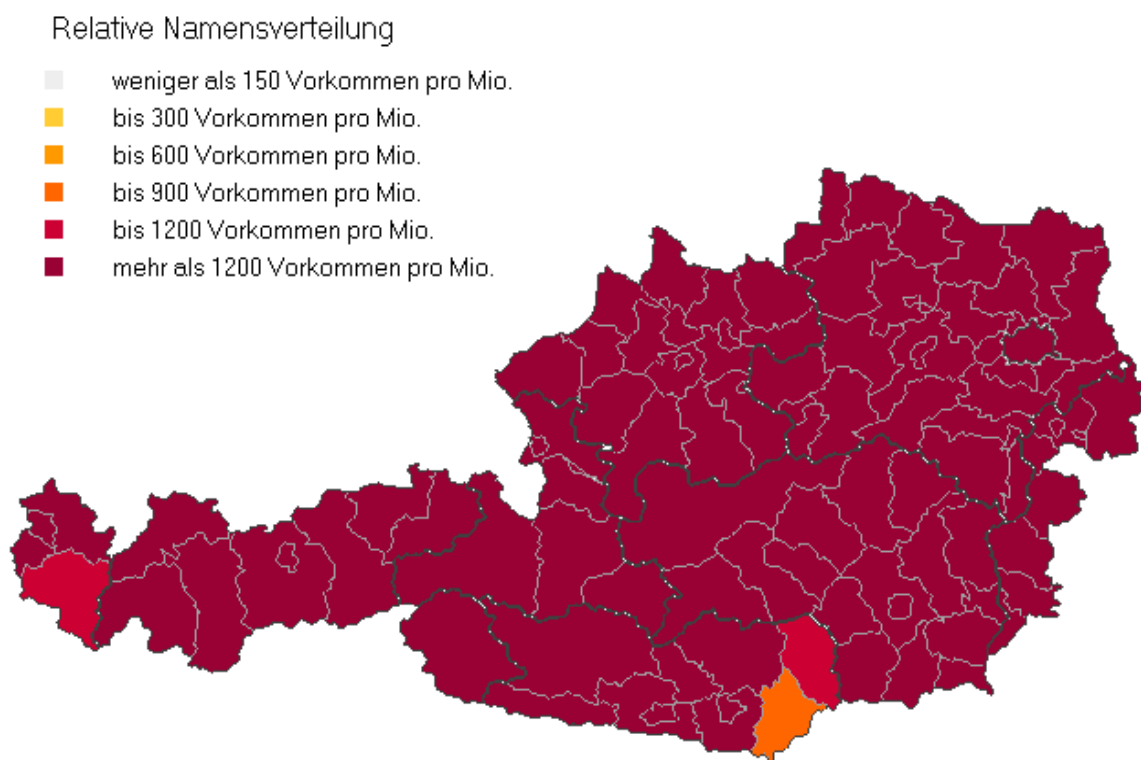 Relative Namensverteilung
weniger als 150 Vorkommen pro Mio.
bis 300 Vorkommen pro Mio.
bis 600 Vorkommen pro Mio.
bis 900 Vorkommen pro Mio.
bis 1200 Vorkommen pro Mio.
mehr als 1200 Vorkommen pro Mio.